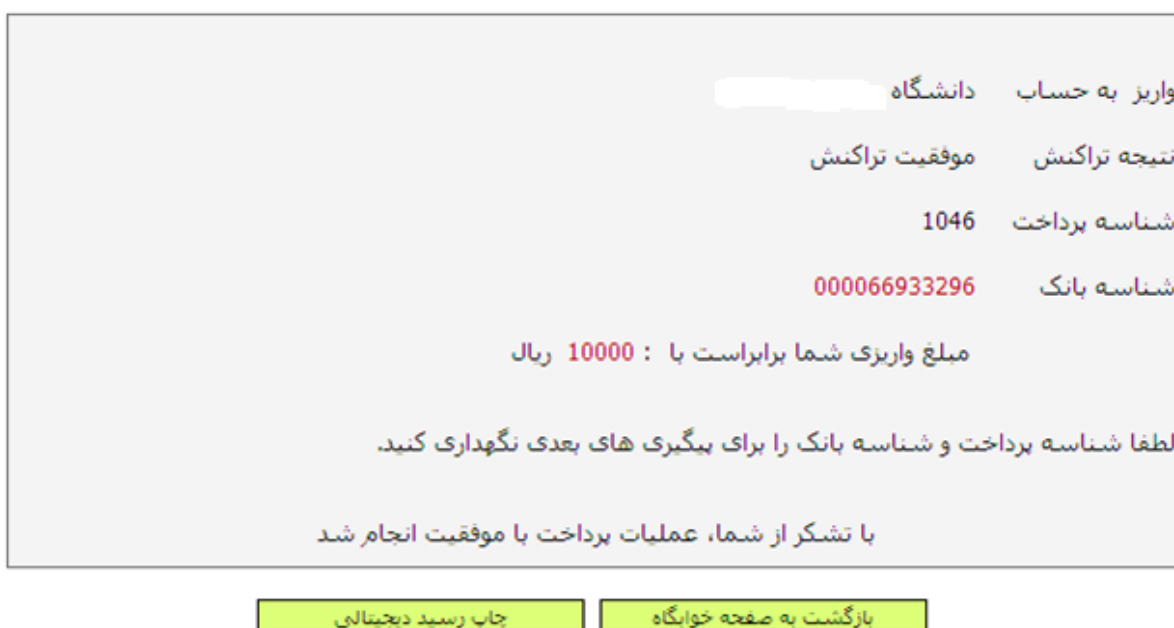 واریز به حساب دانشگاه
نتیجه تراکنش موفقیت تراکنش
شناسه پرداخت 1046
شناسه بانک 000066933296
مبلغ واریزی شما برابراست با : 10000 ریال
لطفا شناسه پرداخت و شناسه بانک را برای پیگیری های بعدی نگهداری کنید.
با تشکر از شما، عملیات پرداخت با موفقیت انجام شد
بازگشت به صفحه خوابگاه چاپ رسید دیجیتالی